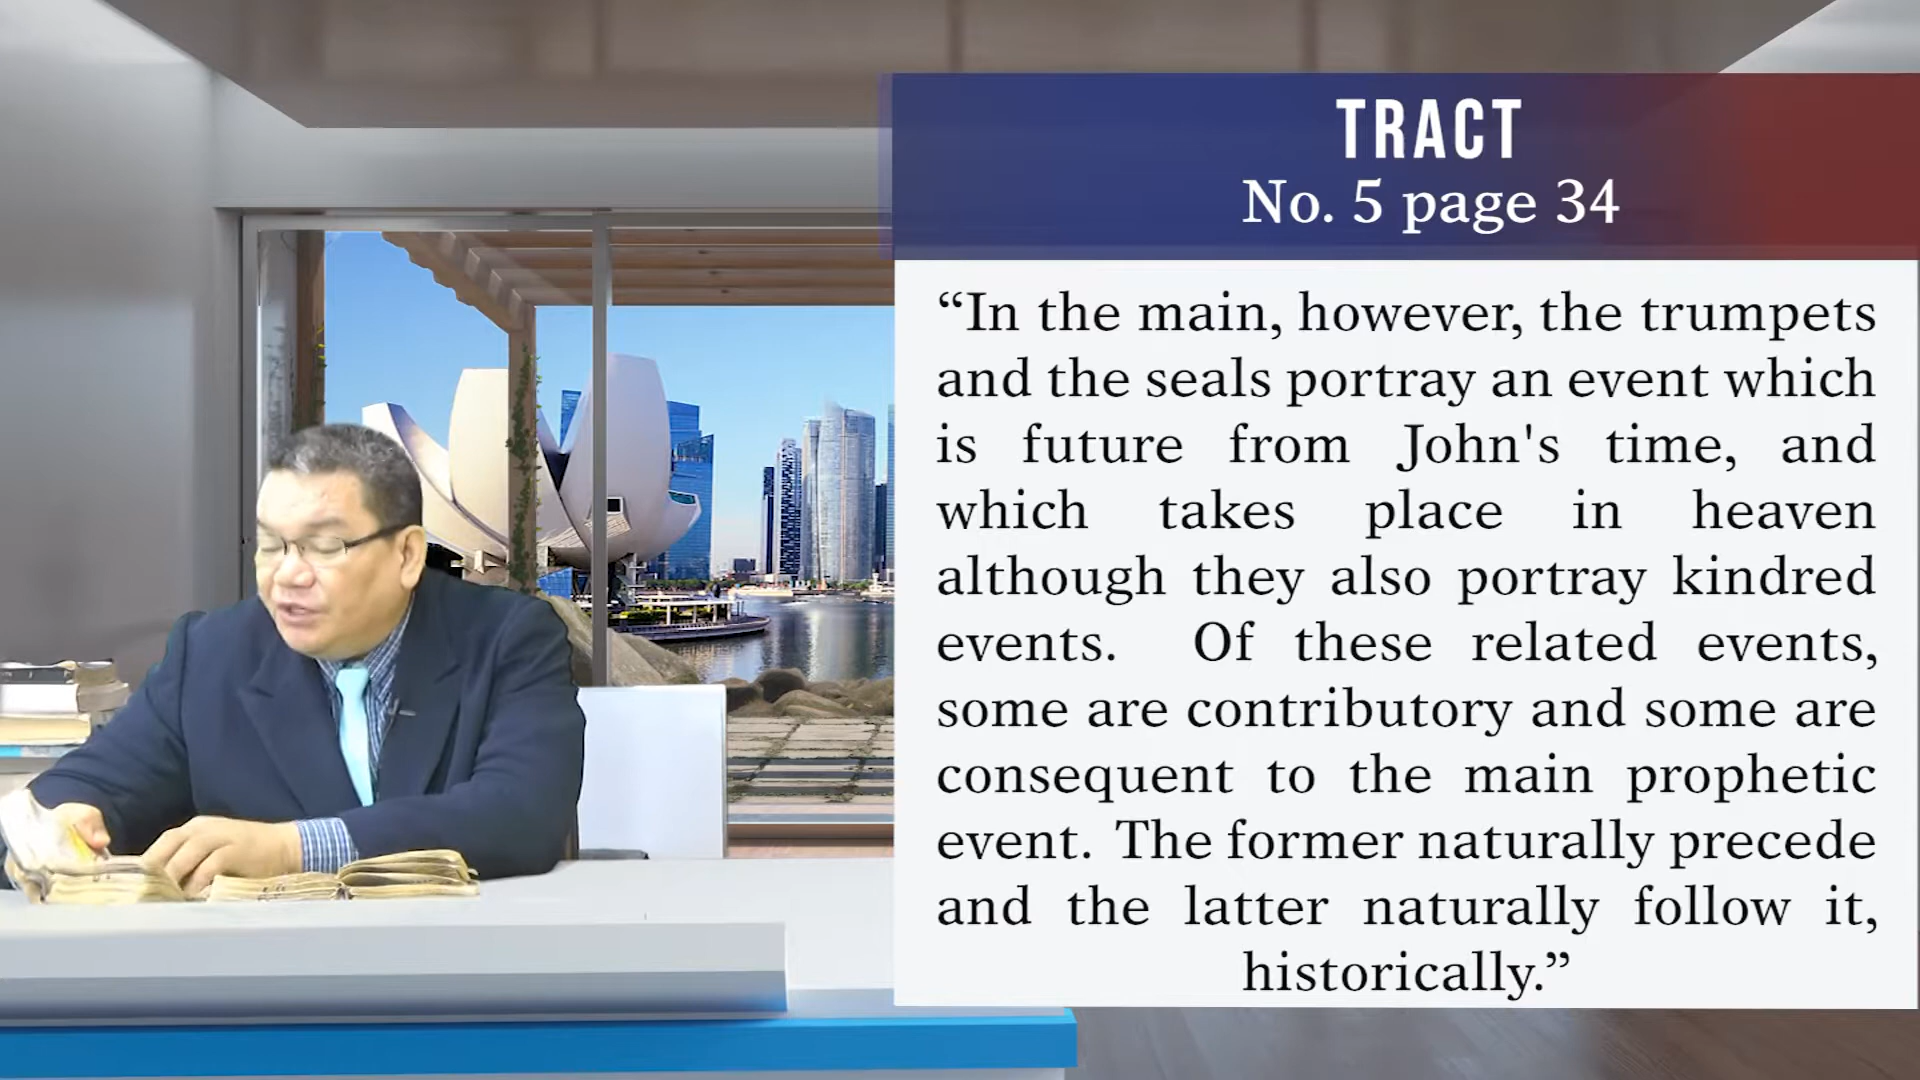 TRACT
No. 5 page 34
“In the main, however, the trumpets
and the seals portray an event which
is future from John's time, and
which takes place in heaven
although they also portray kindred
events. Of these related events,
some are contributory and some are
consequent to the main prophetic
event. The former naturally precede
and the latter naturally follow it,
historically.”